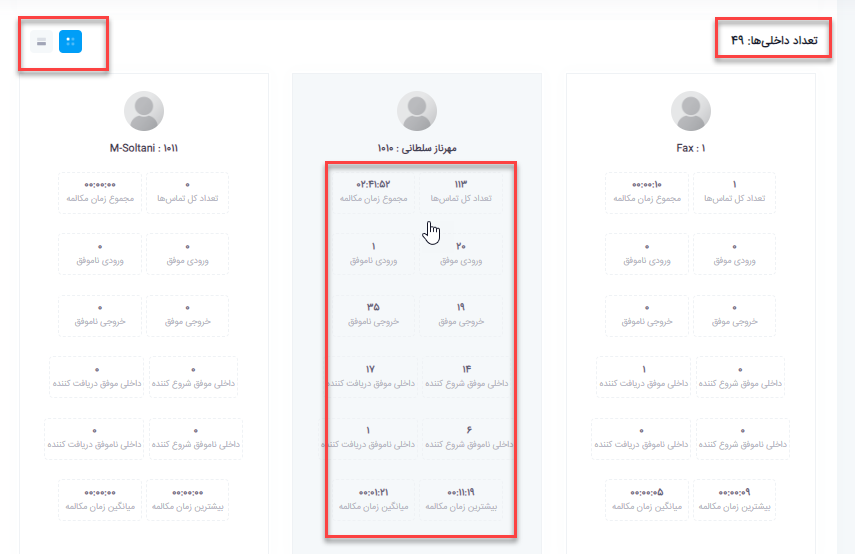 تعداد داخلی‌ها: ۴۹
Fax : ۱
۱
تعداد کل تماس‌ها
۰۰:۰۰:۱۰
مجموع زمان مکالمه
۰
ورودی موفق
۰
ورودی ناموفق
۰
خروجی موفق
۰
خروجی ناموفق
۰
داخلی موفق شروع کننده
۱
داخلی موفق دریافت کننده
۰
داخلی ناموفق شروع کننده
۰
داخلی ناموفق دریافت کننده
۰۰:۰۰:۰۹
بیشترین زمان مکالمه
۰۰:۰۰:۰۵
میانگین زمان مکالمه
مهرناز سلطانی : ۱۰۱۰
۱۱۳
تعداد کل تماس‌ها
۰۲:۴۱:۵۲
مجموع زمان مکالمه
۲۰
ورودی موفق
۱
ورودی ناموفق
۱۹
خروجی موفق
۳۵
خروجی ناموفق
۱۴
داخلی موفق شروع کننده
۱۷
داخلی موفق دریافت کننده
۶
داخلی ناموفق شروع کننده
۱
داخلی ناموفق دریافت کننده
۰۰:۱۱:۱۹
بیشترین زمان مکالمه
۰۰:۰۱:۲۱
میانگین زمان مکالمه
M-Soltani : ۱۰۱۱
۰
تعداد کل تماس‌ها
۰۰:۰۰:۰۰
مجموع زمان مکالمه
۰
ورودی موفق
۰
ورودی ناموفق
۰
خروجی موفق
۰
خروجی ناموفق
۰
داخلی موفق شروع کننده
۰
داخلی موفق دریافت کننده
۰
داخلی ناموفق شروع کننده
۰
داخلی ناموفق دریافت کننده
۰۰:۰۰:۰۰
بیشترین زمان مکالمه
۰۰:۰۰:۰۰
میانگین زمان مکالمه